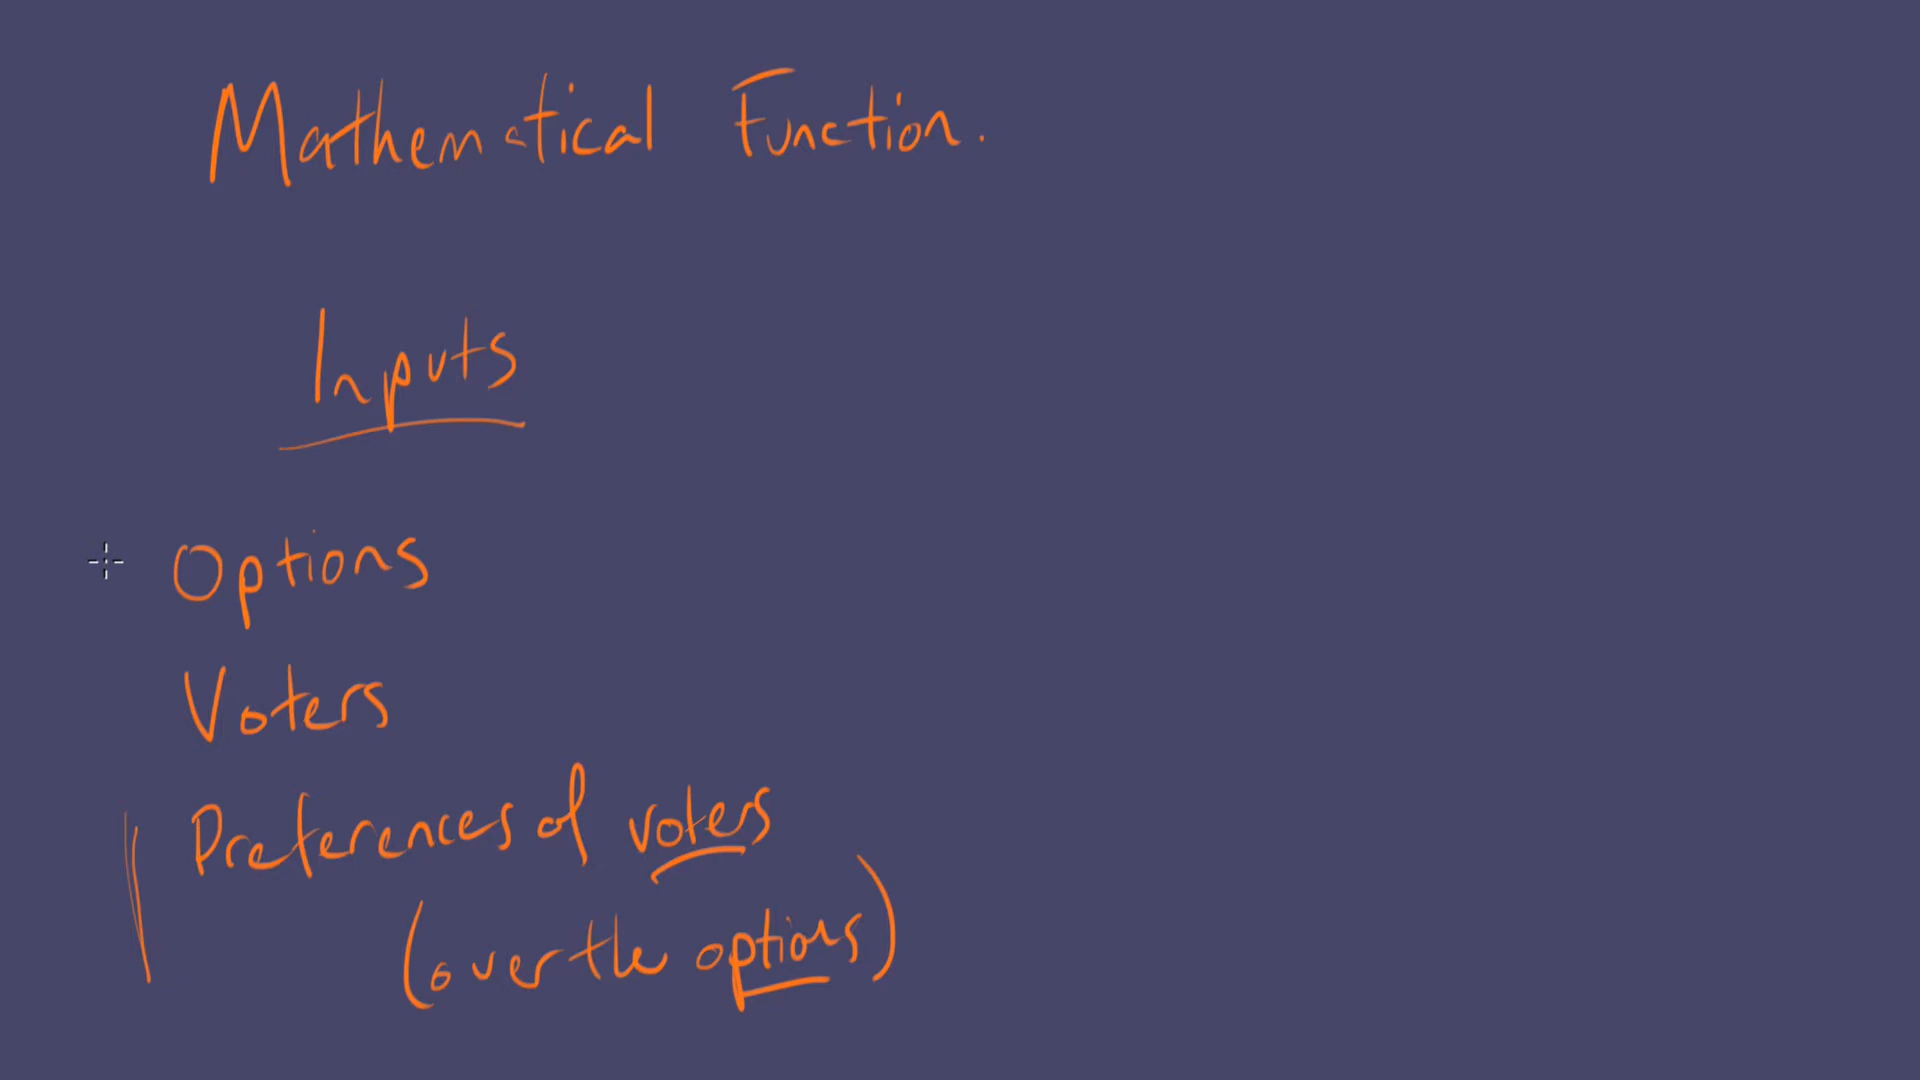 Mathematical Function.
Inputs
Options
Voters
Preferences of voters
(over the options)